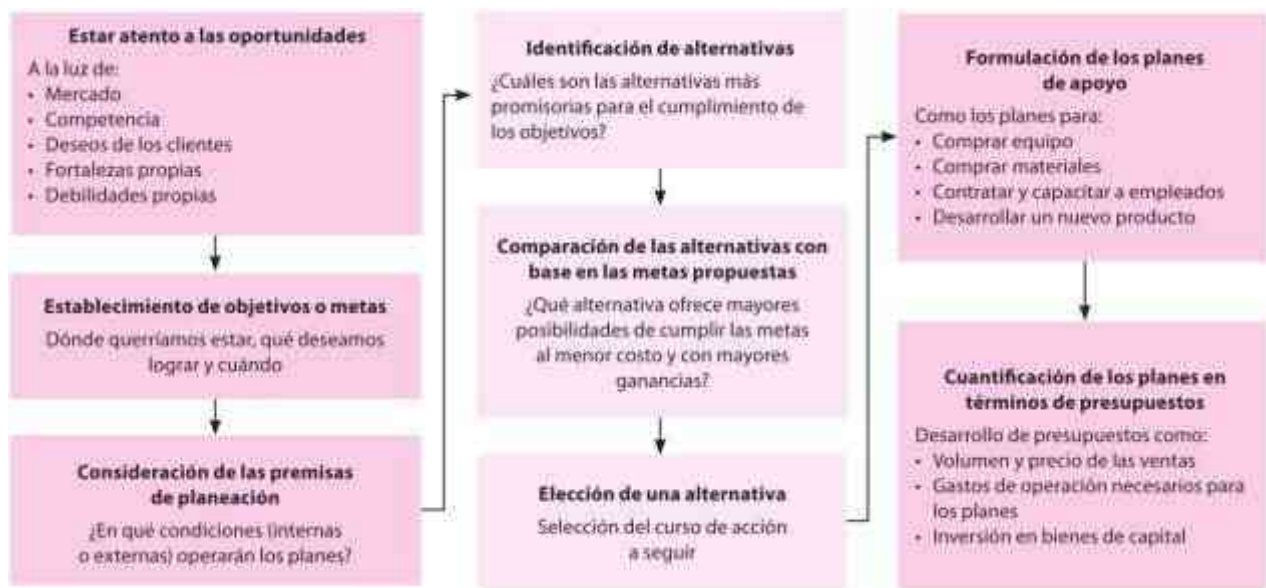 Estar atento a las oportunidades
A la luz de:
• Mercado
• Competencia
• Deseos de los clientes
• Fortalezas propias
• Debilidades propias
Establecimiento de objetivos o metas
Dónde querríamos estar, qué deseamos
lograr y cuándo
Consideración de las premisas
de planeación
¿En qué condiciones (internas
o externas) operarán los planes?
Identificación de alternativas
¿Cuáles son las alternativas más
promisorias para el cumplimiento de
los objetivos?
Comparación de las alternativas con
base en las metas propuestas
¿Qué alternativa ofrece mayores
posibilidades de cumplir las metas
al menor costo y con mayores
ganancias?
Elección de una alternativa
Selección del curso de acción
a seguir
Formulación de los planes
de apoyo
Como los planes para:
• Comprar equipo
• Comprar materiales
• Contratar y capacitar a empleados
• Desarrollar un nuevo producto
Cuantificación de los planes en
términos de presupuestos
Desarrollo de presupuestos como:
• Volumen y precio de las ventas
• Gastos de operación necesarios para
los planes
• Inversión en bienes de capital